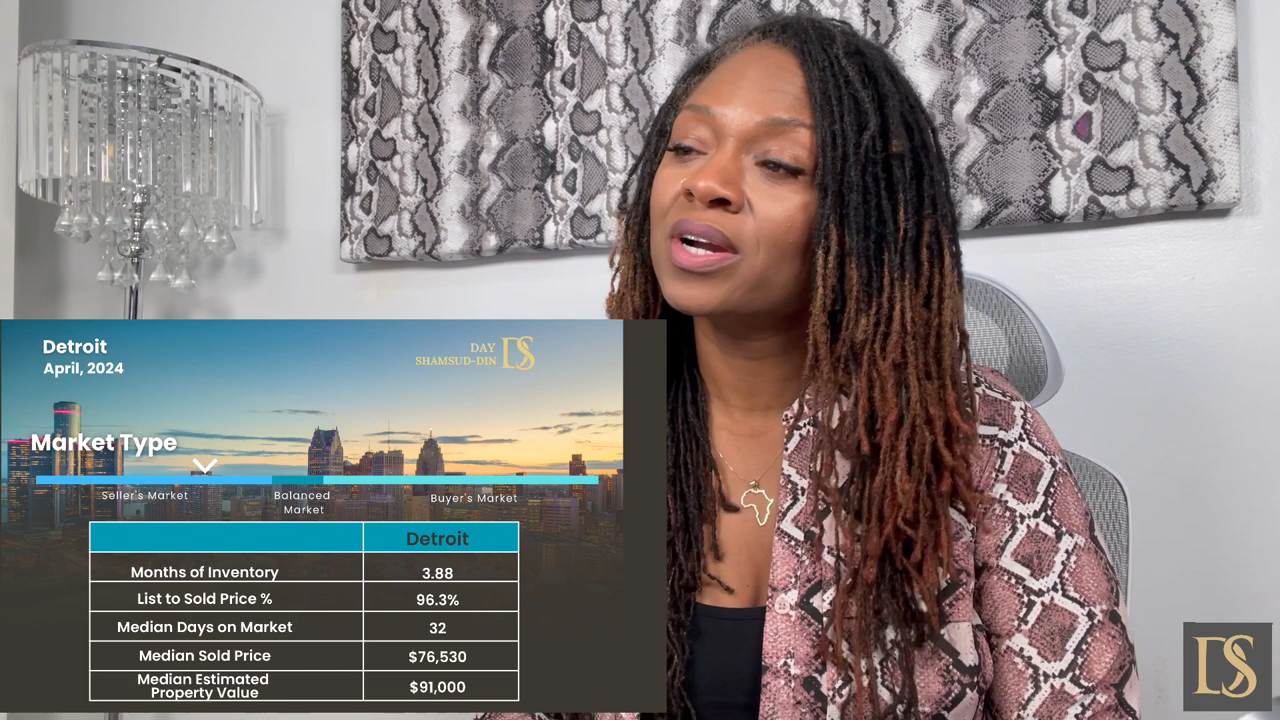 Detroit
April, 2024
DAY
SHAMSUD-DIN DS
Market Type
Seller's Market
Balanced
Market
Buyer's Market
Detroit
Months of Inventory 3.88
List to Sold Price % 96.3%
Median Days on Market 32
Median Sold Price $76,530
Median Estimated
Property Value $91,000
DS